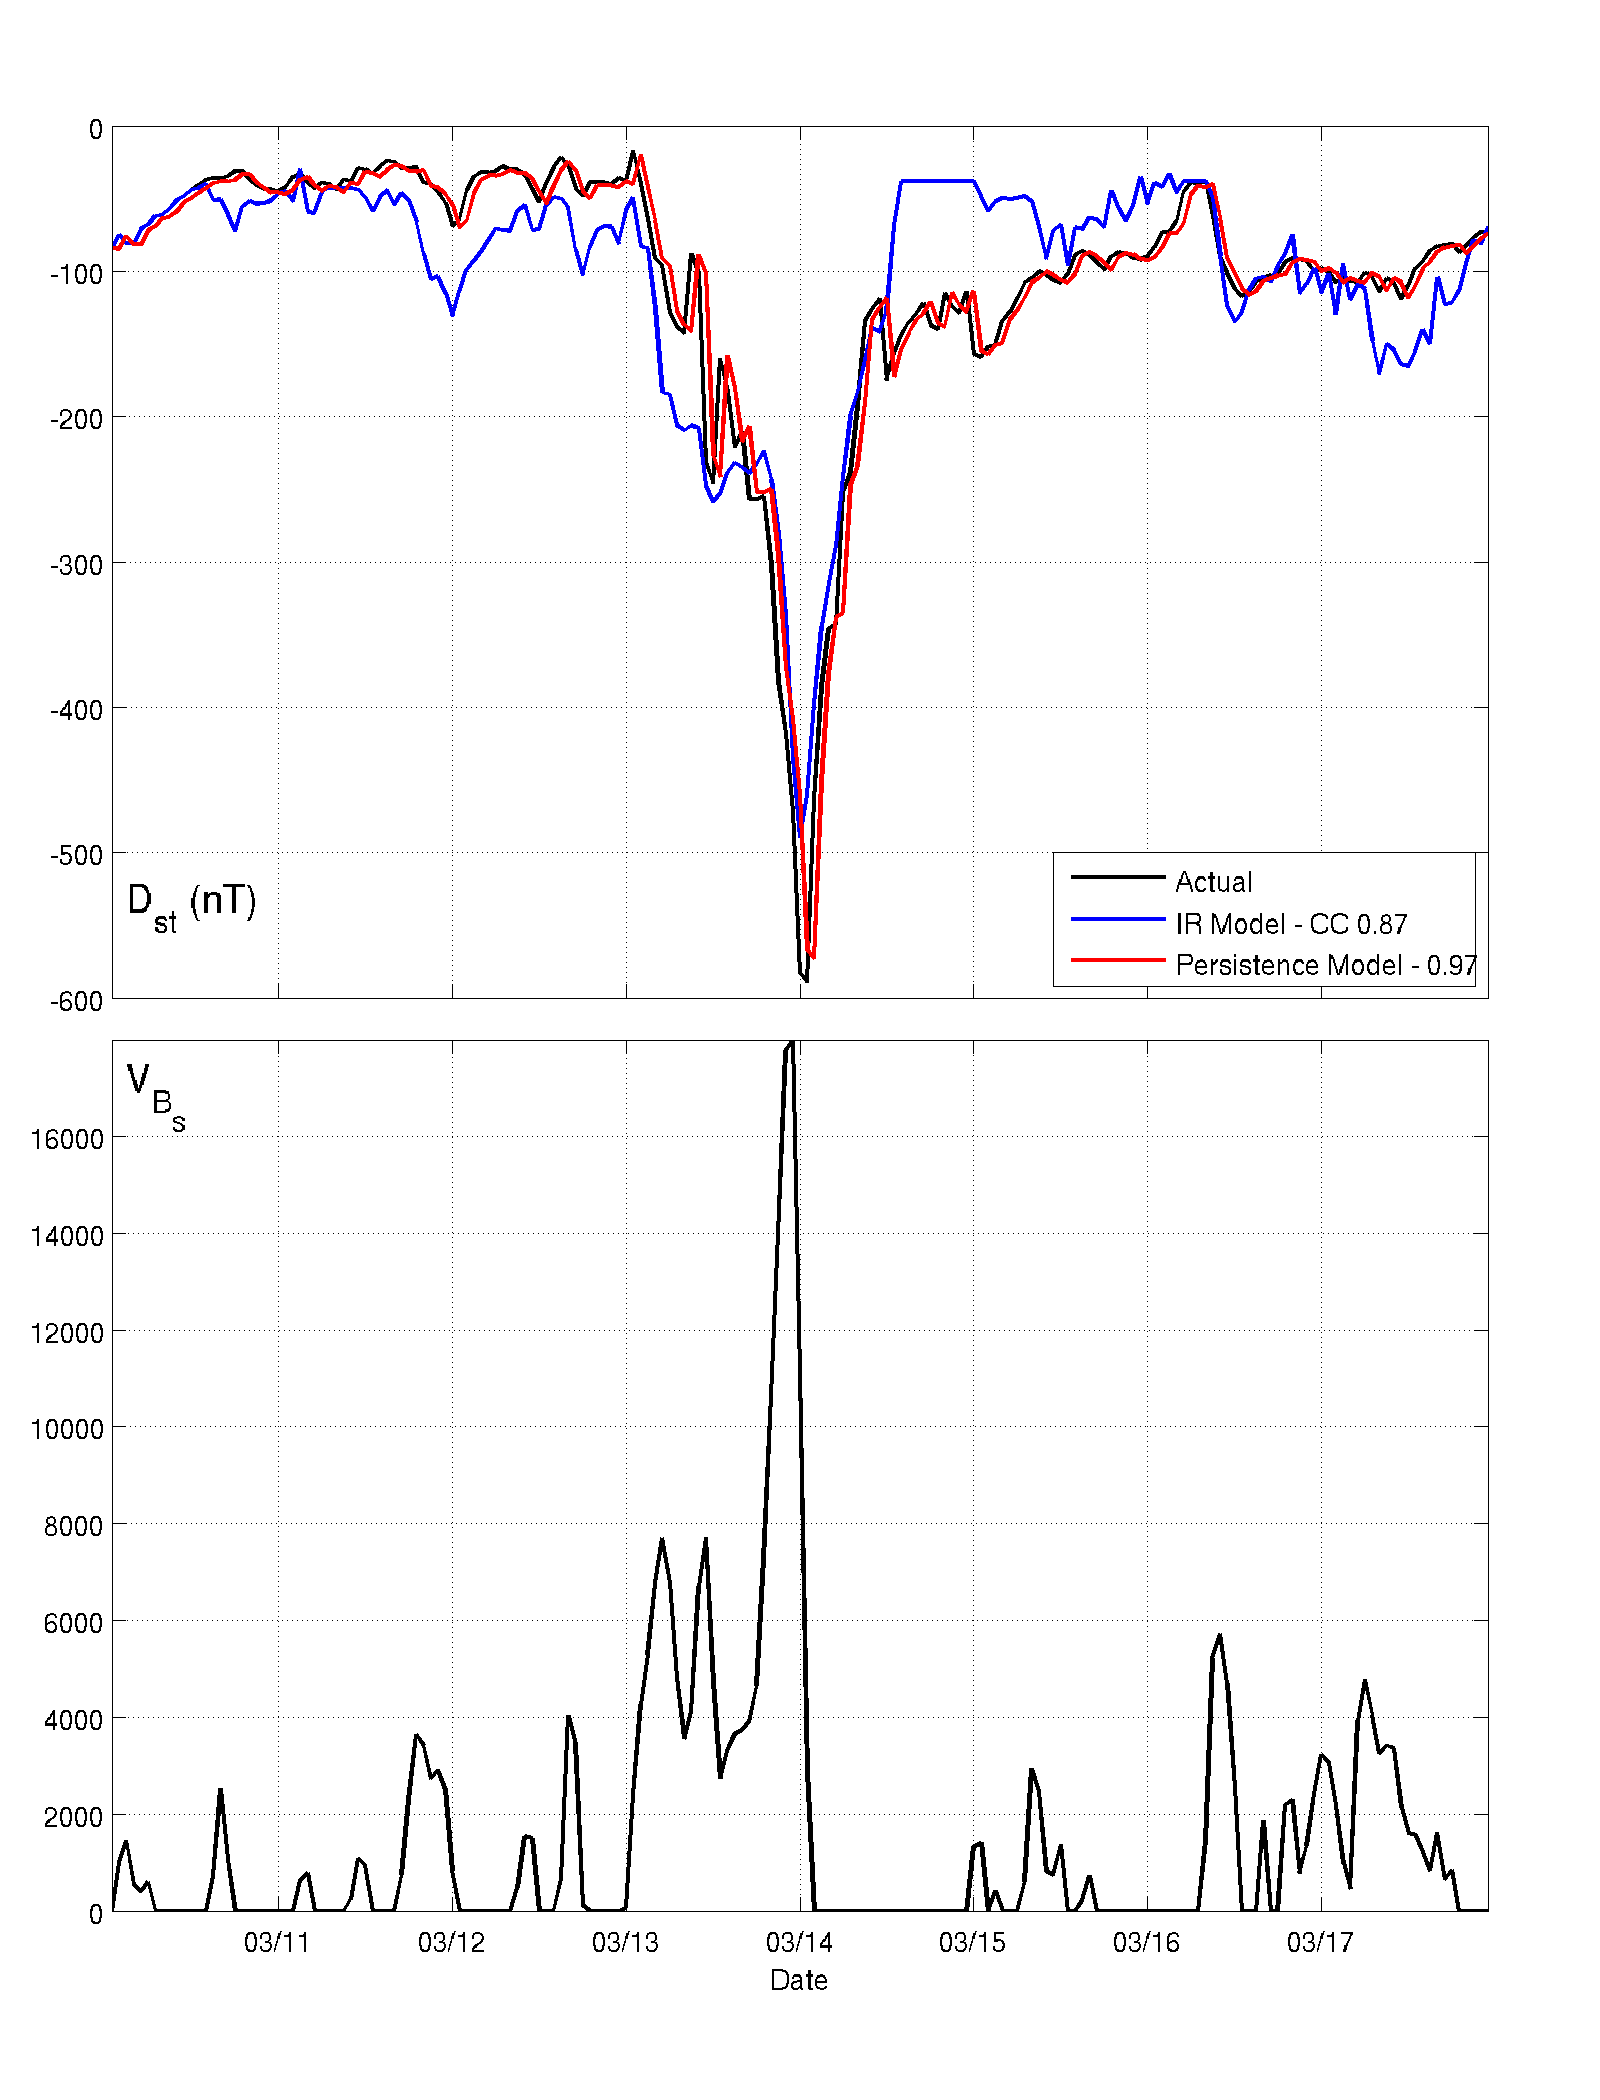 0
-100
-200
-300
-400
-500
-600
Dst (nT)
Actual
IR Model - CC 0.87
Persistence Model - 0.97
VBs
16000
14000
12000
10000
8000
6000
4000
2000
0
03/11 03/12 03/13 03/14 03/15 03/16 03/17
Date